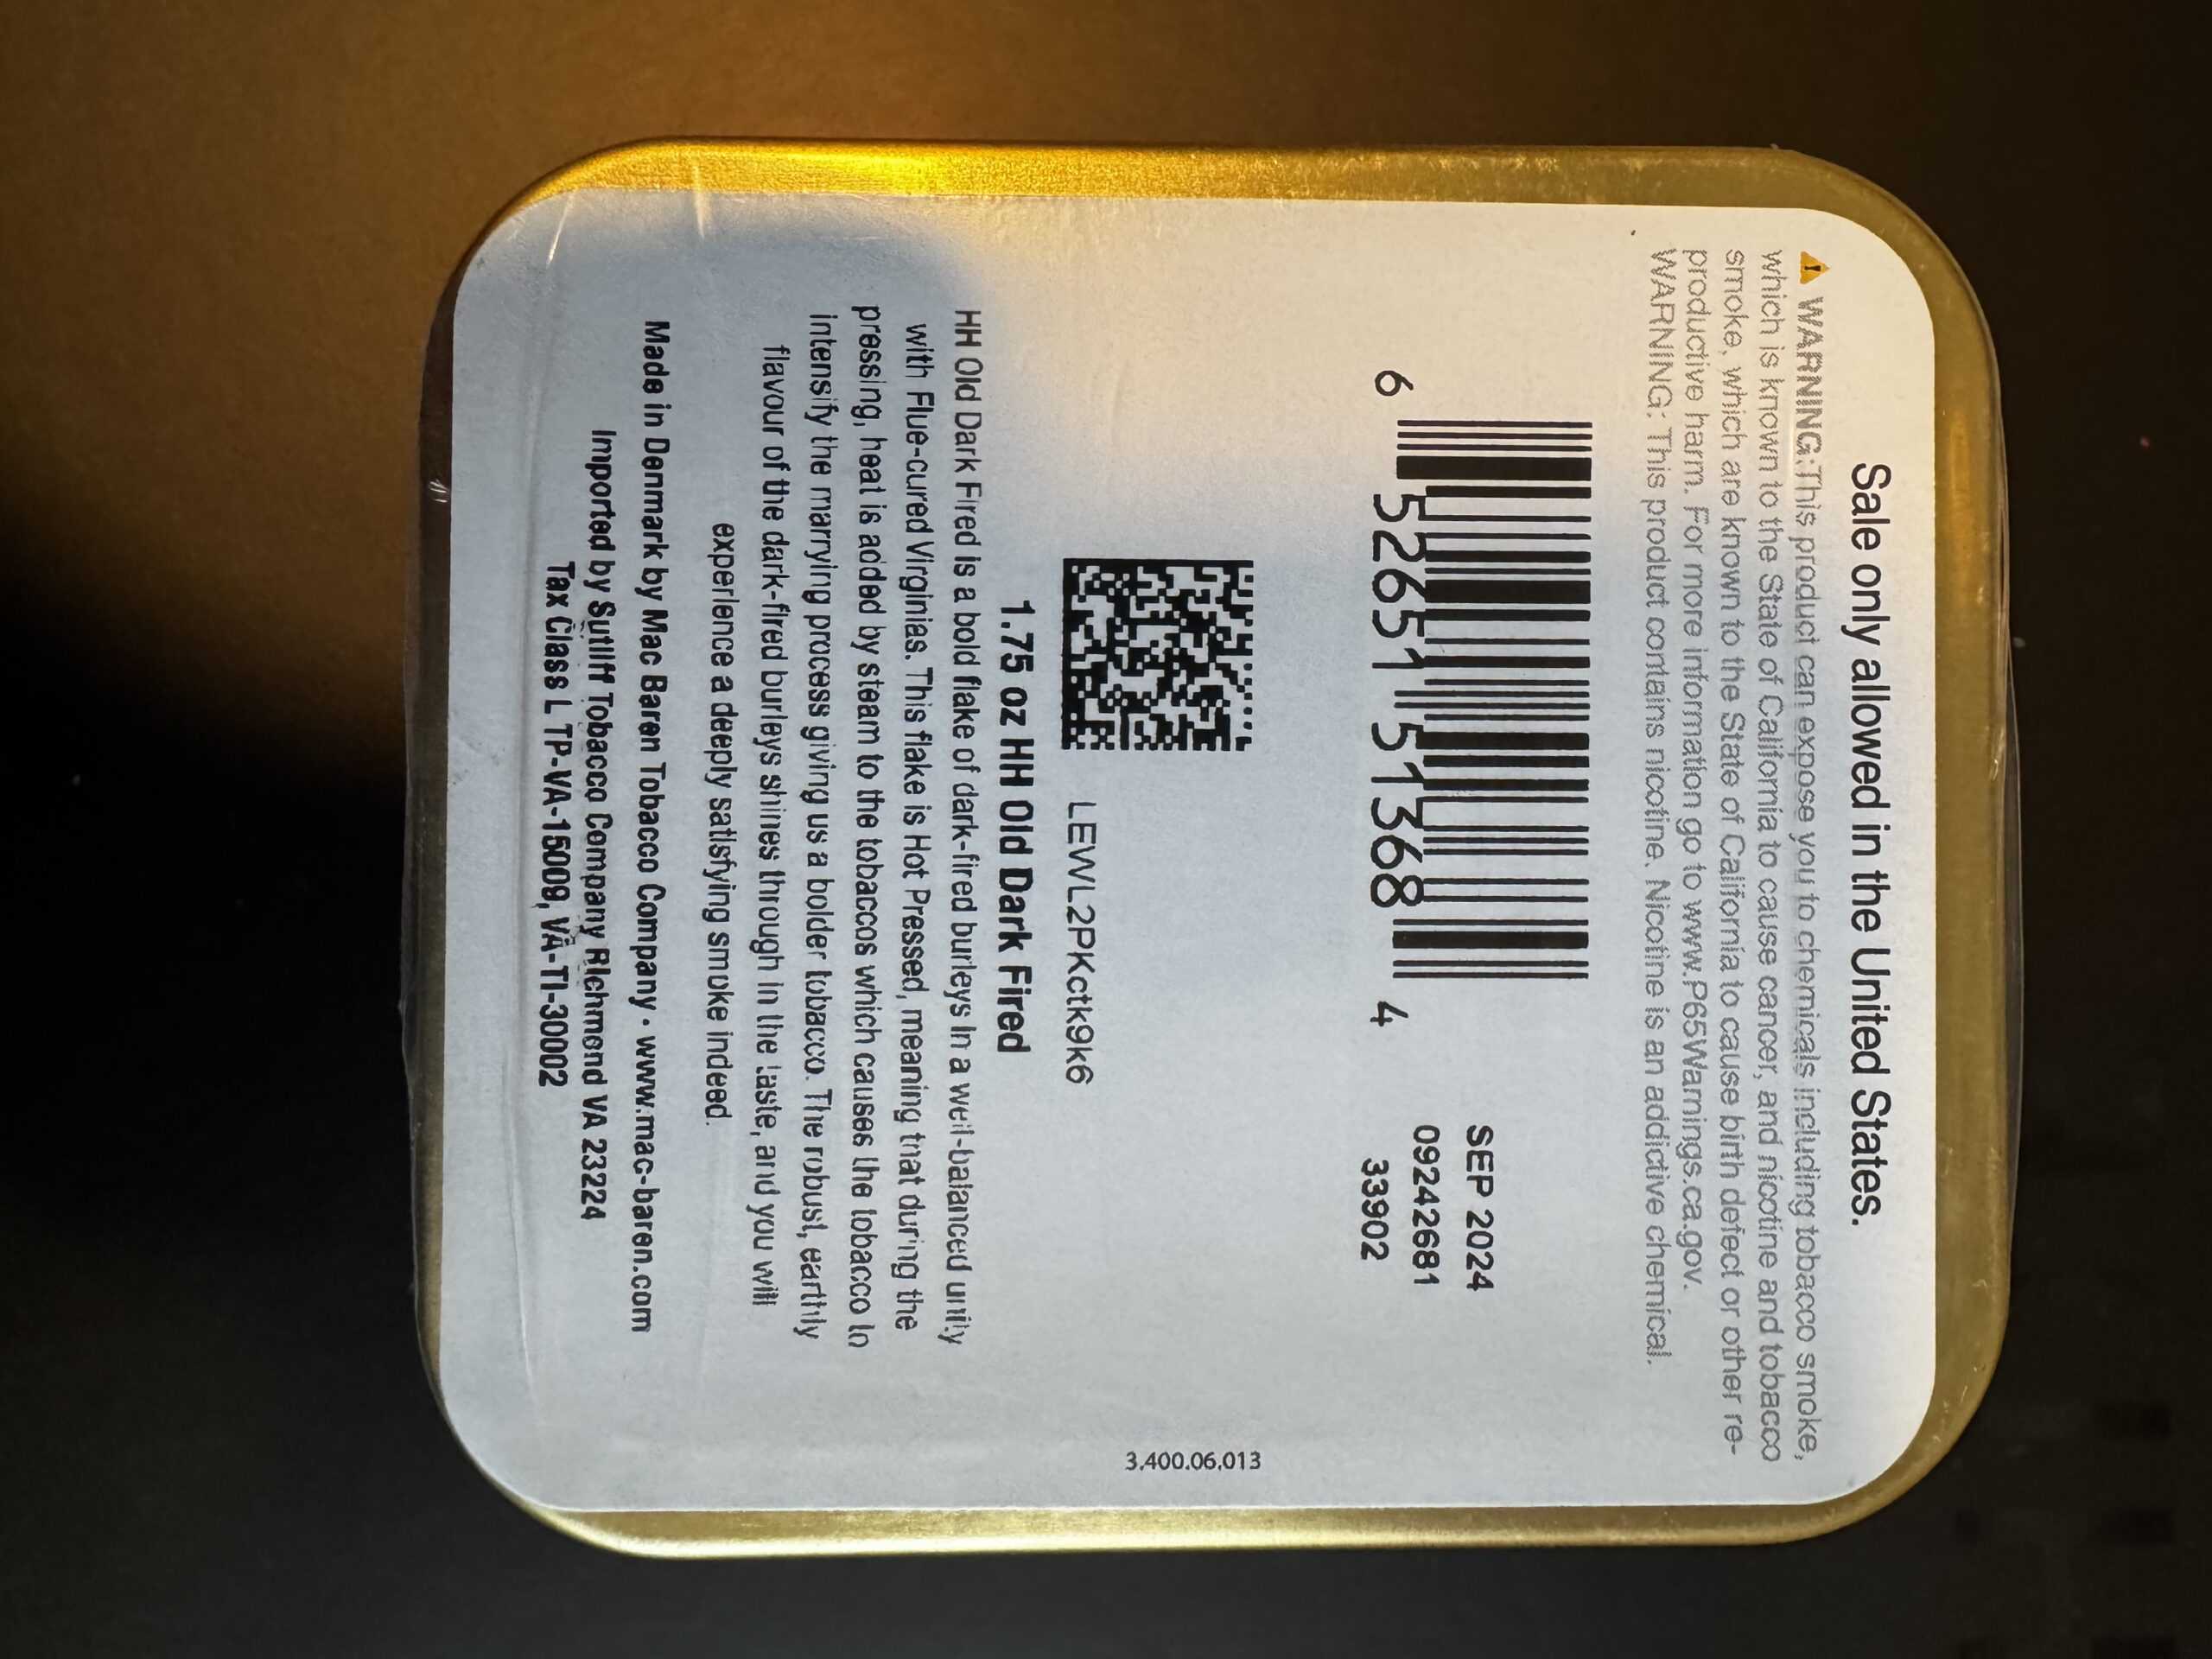 Sale only allowed in the United States.
WARNING:This product can expose you to chemicals including tobacco smoke,
which is known to the State of California to cause cancer, and nicotine and tobacco
smoke, which are known to the State of California to cause birth defect or other re-
productive harm. For more information go to www.P65Warnings.ca.gov.
WARNING: This product contains nicotine. Nicotine is an addictive chemical.
6 52651 51368 4
SEP 2024
09242681
33902
LEWL2PKctk9k6
1.75 oz HH Old Dark Fired
HH Old Dark Fired is a bold flake of dark-fired burleys in a well-balanced unity
with Flue-cured Virginias. This flake is Hot Pressed, meaning that during the
pressing, heat is added by steam to the tobaccos which causes the tobacco to
intensify the marrying process giving us a bolder tobacco. The robust, earthly
flavour of the dark-fired burleys shines through in the taste, and you will
experience a deeply satisfying smoke indeed.
Made in Denmark by Mac Baren Tobacco Company · www.mac-baren.com
Imported by Sutliff Tobacco Company Richmond VA 23224
Tax Class L TP-VA-15009, VA-TI-30002
3.400.06.013